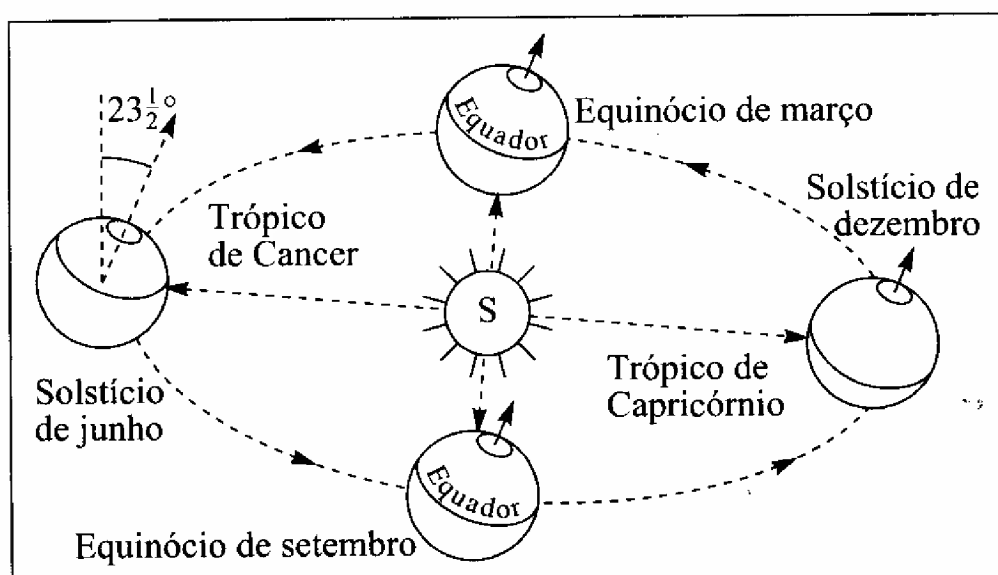 23½°
Equador
Equinócio de março
Solstício de
dezembro
Trópico
de Cancer
S
Trópico de
Capricórnio
Solstício
de junho
Equador
Equinócio de setembro